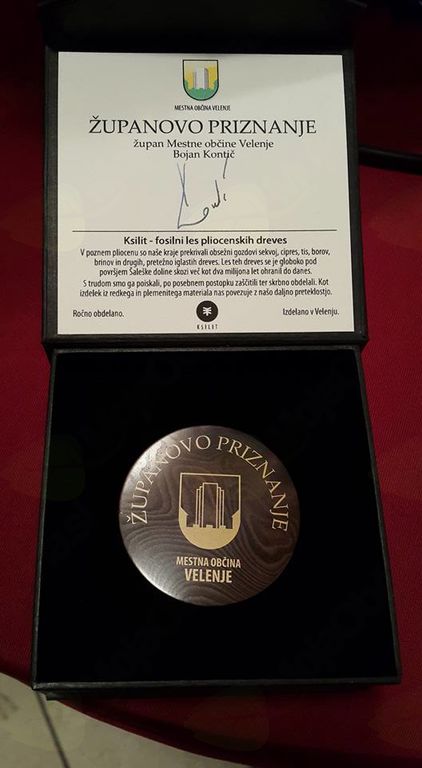 MESTNA OBČINA VELENJE
ŽUPANOVO PRIZNANJE
župan Mestne občine Velenje
Bojan Kontič
Ksilit - fosilni les pliocenskih dreves
V poznem pliocenu so naše kraje prekrivali obsežni gozdovi sekvoj, cipres, tis, borov,
brinov in drugih, pretežno iglastih dreves. Les teh dreves se je globoko pod
površjem Šaleške doline skozi več kot dva milijona let ohranil do danes.
S trudom smo ga poiskali, po posebnem postopku zaščitili ter skrbno obdelali. Kot
izdelek iz redkega in plemenitega materiala nas povezuje z našo daljno preteklostjo.
Ročno obdelano.
KSILIT
Izdelano v Velenju.
ŽUPANOVO PRIZNANJE
MESTNA OBČINA
VELENJE